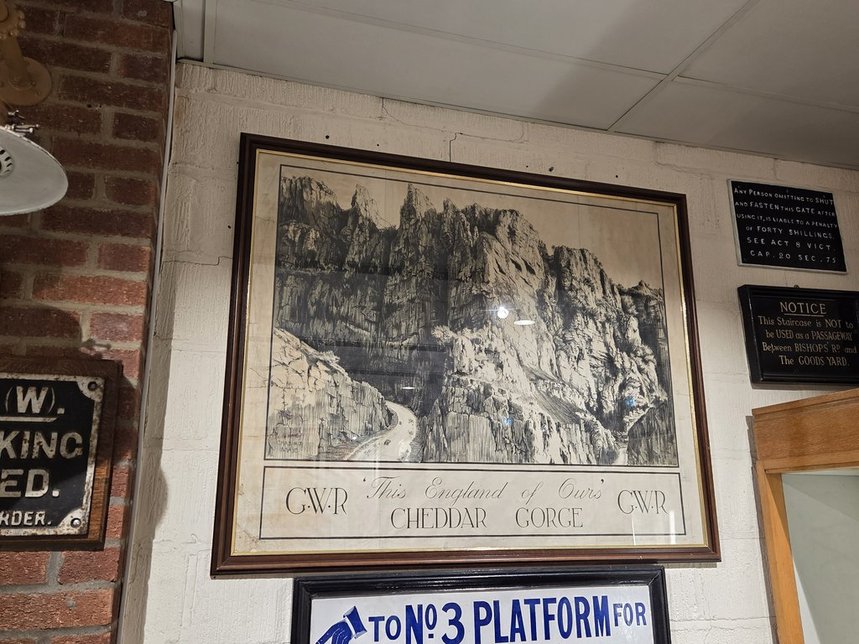 (W).
KING
ED.
RDER.
'This England of Ours'
G.W.R G.W.R
CHEDDAR GORGE
ANY PERSON OMITTING TO SHUT
AND FASTEN THIS GATE AFTER
USING IT, IS LIABLE TO A PENALTY
OF FORTY SHILLINGS.
SEE ACT 8 VICT
CAP. 20 SEC. 75
NOTICE
This Staircase is NOT to
be USED as a PASSAGEWAY
Between BISHOPS RD and
The GOODS YARD.
TO No 3 PLATFORM FOR